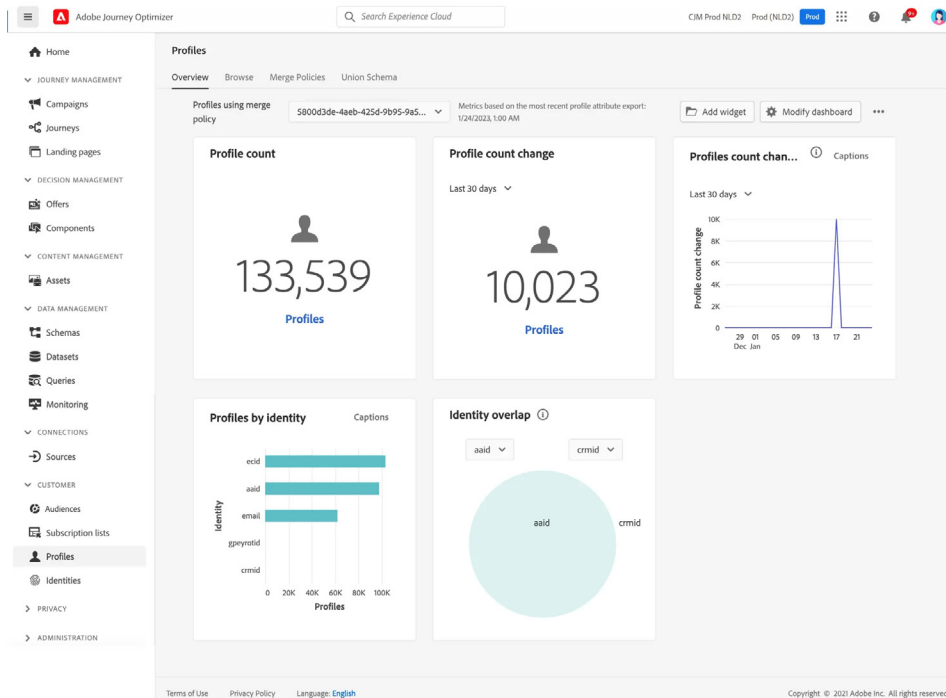 Adobe Journey Optimizer
Search Experience Cloud
CJM Prod NLD2 Prod (NLD2) Prod
9+
Home
JOURNEY MANAGEMENT
Campaigns
Journeys
Landing pages
DECISION MANAGEMENT
Offers
Components
CONTENT MANAGEMENT
Assets
DATA MANAGEMENT
Schemas
Datasets
Queries
Monitoring
CONNECTIONS
Sources
CUSTOMER
Audiences
Subscription lists
Profiles
Identities
PRIVACY
ADMINISTRATION
Profiles
Overview Browse Merge Policies Union Schema
Profiles using merge
policy
5800d3de-4aeb-425d-9b95-9a5...
Metrics based on the most recent profile attribute export:
1/24/2023, 1:00 AM
Add widget
Modify dashboard
Profile count
133,539
Profiles
Profile count change
Last 30 days
10,023
Profiles
Profiles count chan... Captions
Last 30 days
Profile count change
10K
8K
6K
4K
2K
0
29 01 05 09 13 17 21
Dec Jan
Profiles by identity Captions
Identity
ecid
aaid
email
gpeyrotid
crmid
0 20K 40K 60K 80K 100K
Profiles
Identity overlap
aaid crmid
aaid crmid
Terms of Use Privacy Policy Language: English
Copyright © 2021 Adobe Inc. All rights reserved